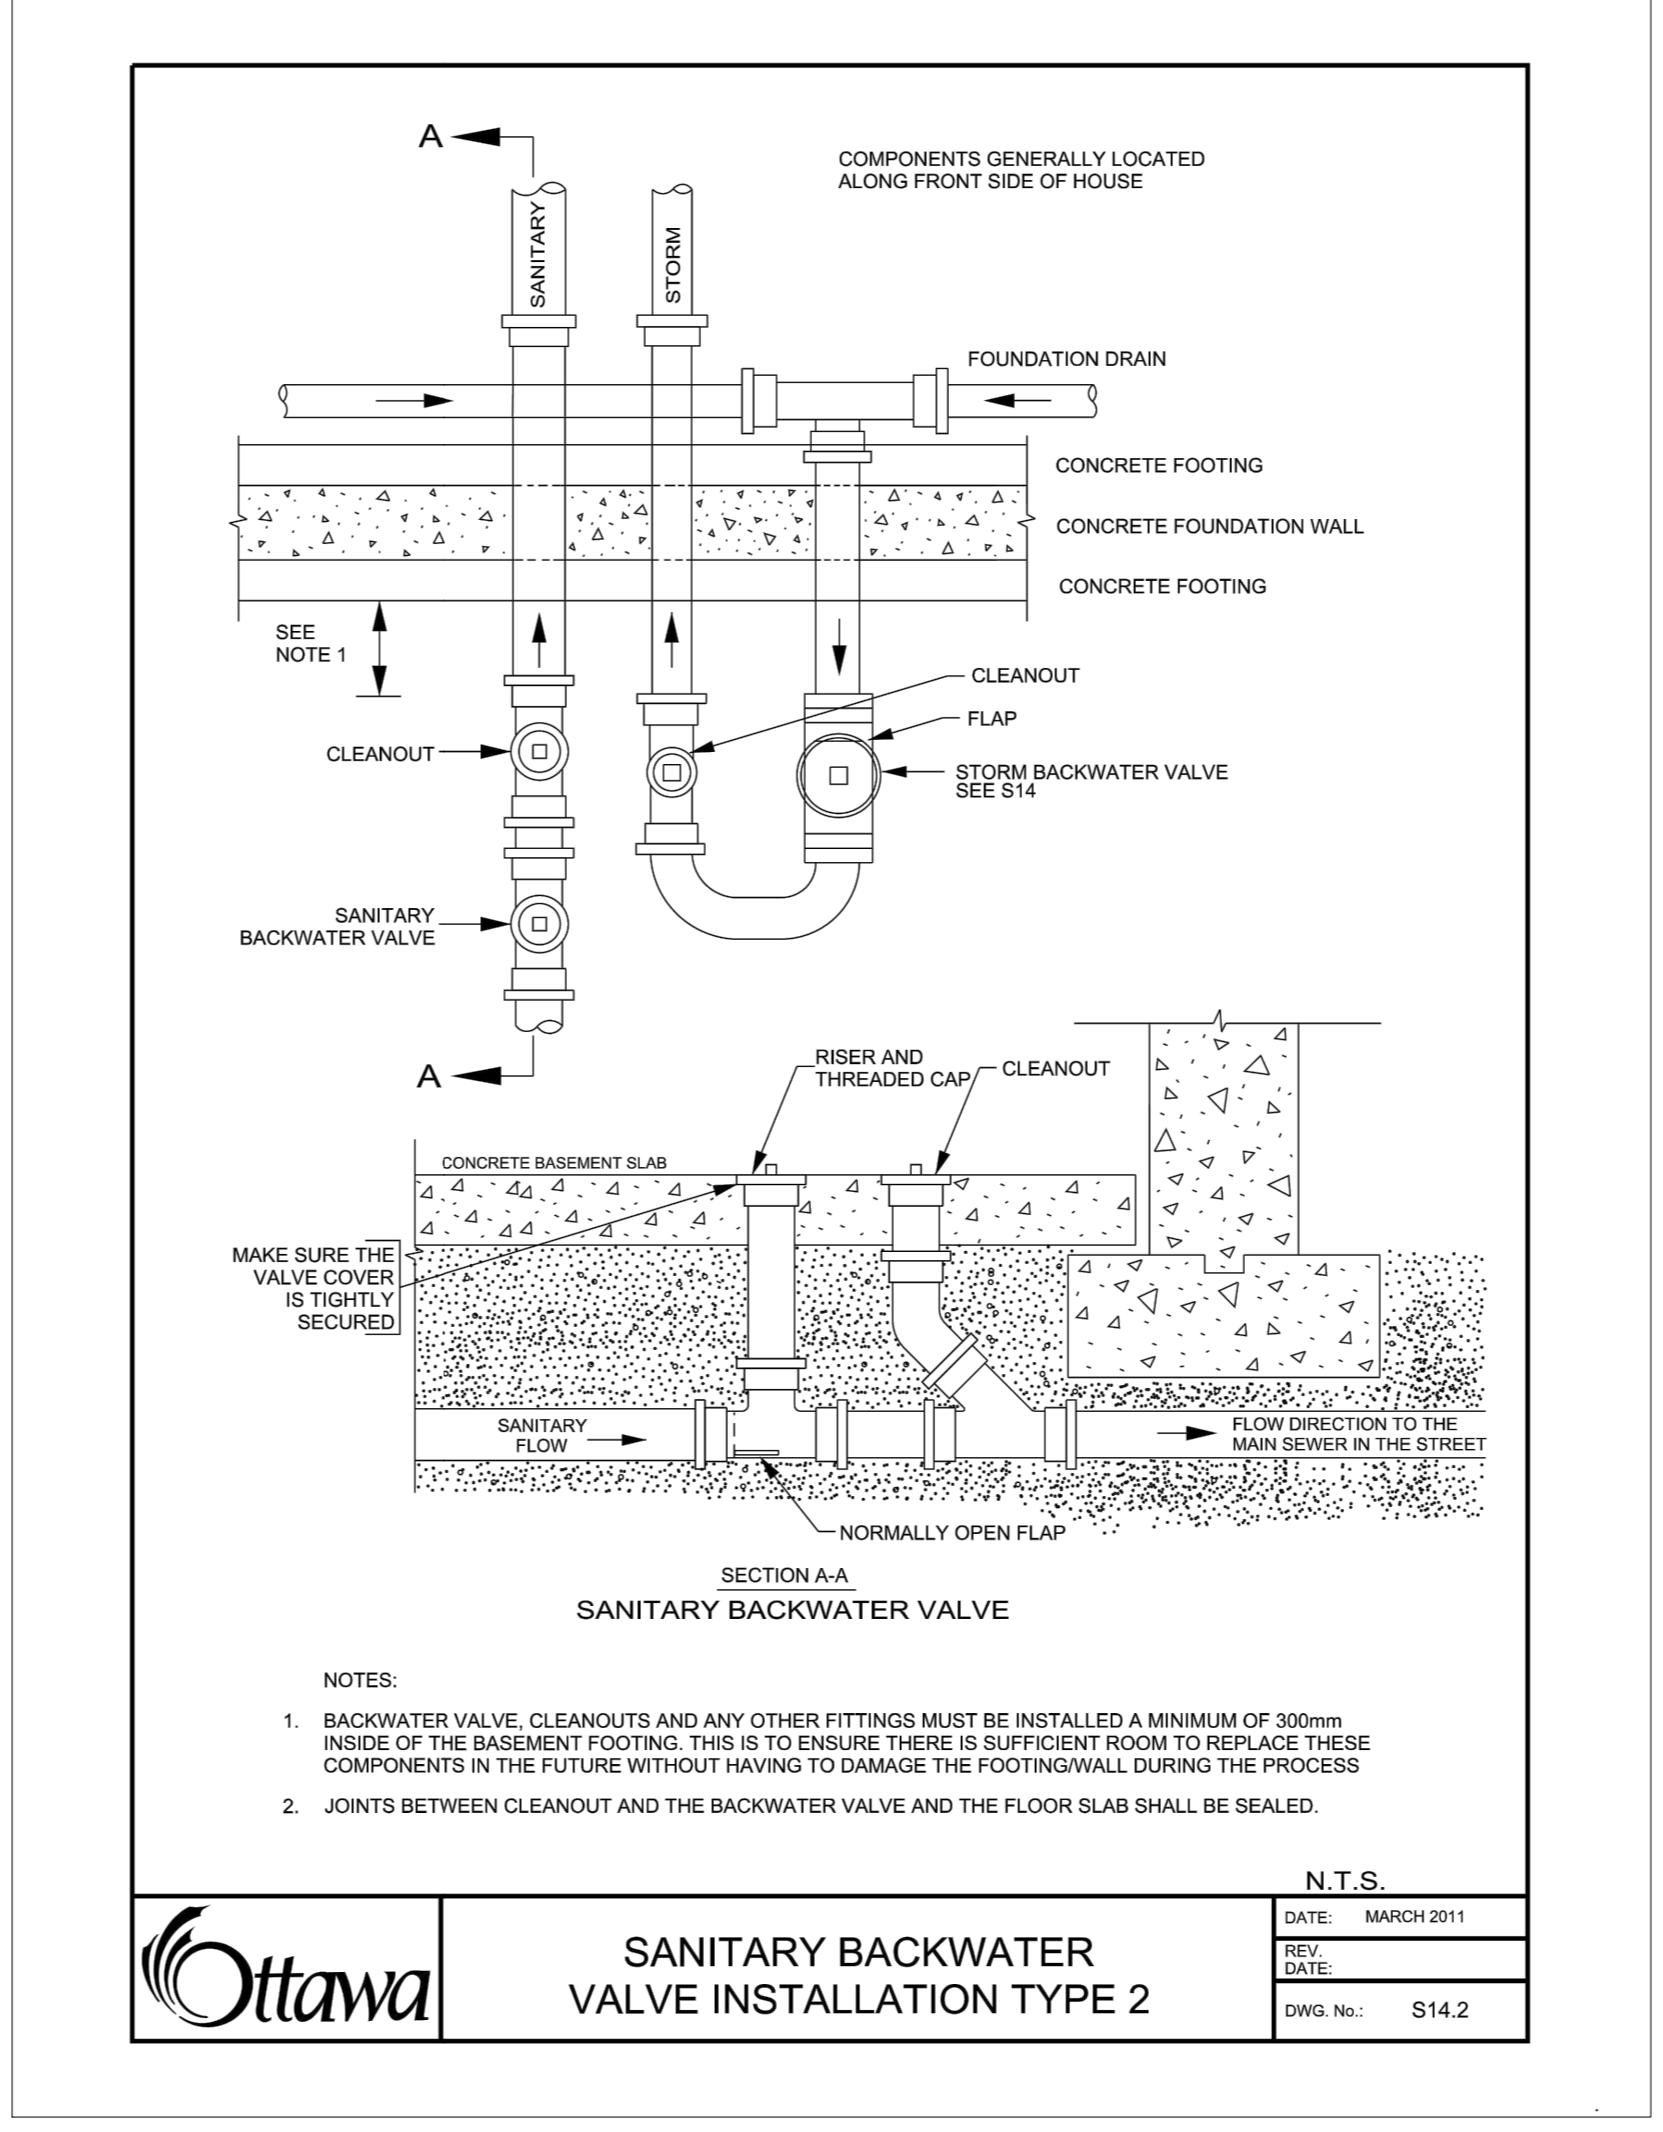 A
COMPONENTS GENERALLY LOCATED
ALONG FRONT SIDE OF HOUSE
SANITARY
STORM
FOUNDATION DRAIN
CONCRETE FOOTING
CONCRETE FOUNDATION WALL
CONCRETE FOOTING
SEE
NOTE 1
CLEANOUT
FLAP
CLEANOUT
STORM BACKWATER VALVE
SEE S14
SANITARY
BACKWATER VALVE
A
RISER AND
THREADED CAP
CLEANOUT
CONCRETE BASEMENT SLAB
MAKE SURE THE
VALVE COVER
IS TIGHTLY
SECURED
SANITARY
FLOW
FLOW DIRECTION TO THE
MAIN SEWER IN THE STREET
NORMALLY OPEN FLAP
SECTION A-A
SANITARY BACKWATER VALVE
NOTES:
1. BACKWATER VALVE, CLEANOUTS AND ANY OTHER FITTINGS MUST BE INSTALLED A MINIMUM OF 300mm
INSIDE OF THE BASEMENT FOOTING. THIS IS TO ENSURE THERE IS SUFFICIENT ROOM TO REPLACE THESE
COMPONENTS IN THE FUTURE WITHOUT HAVING TO DAMAGE THE FOOTING/WALL DURING THE PROCESS
2. JOINTS BETWEEN CLEANOUT AND THE BACKWATER VALVE AND THE FLOOR SLAB SHALL BE SEALED.
N.T.S.
Ottawa
SANITARY BACKWATER
VALVE INSTALLATION TYPE 2
DATE: MARCH 2011
REV.
DATE:
DWG. No.: S14.2